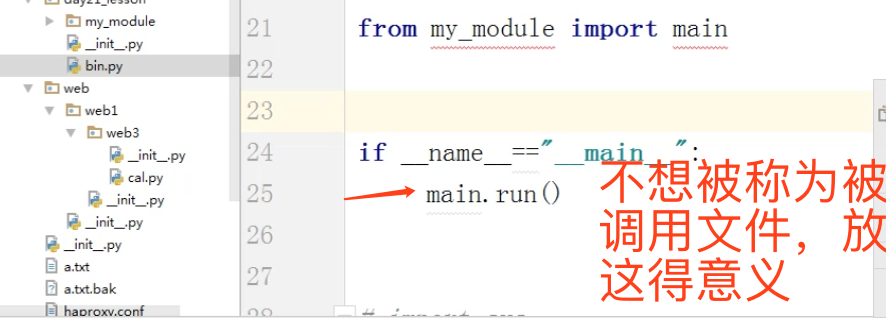 day21_lesson
my_module
__init__.py
bin.py
web
web1
web3
__init__.py
cal.py
__init__.py
__init__.py
__init__.py
a.txt
a.txt.bak
haproxy.conf
21 from my_module import main
22
23
24 if __name__=="__main__":
25 main.run()
26
27
28 # import sys
不想被称为被
调用文件，放
这得意义